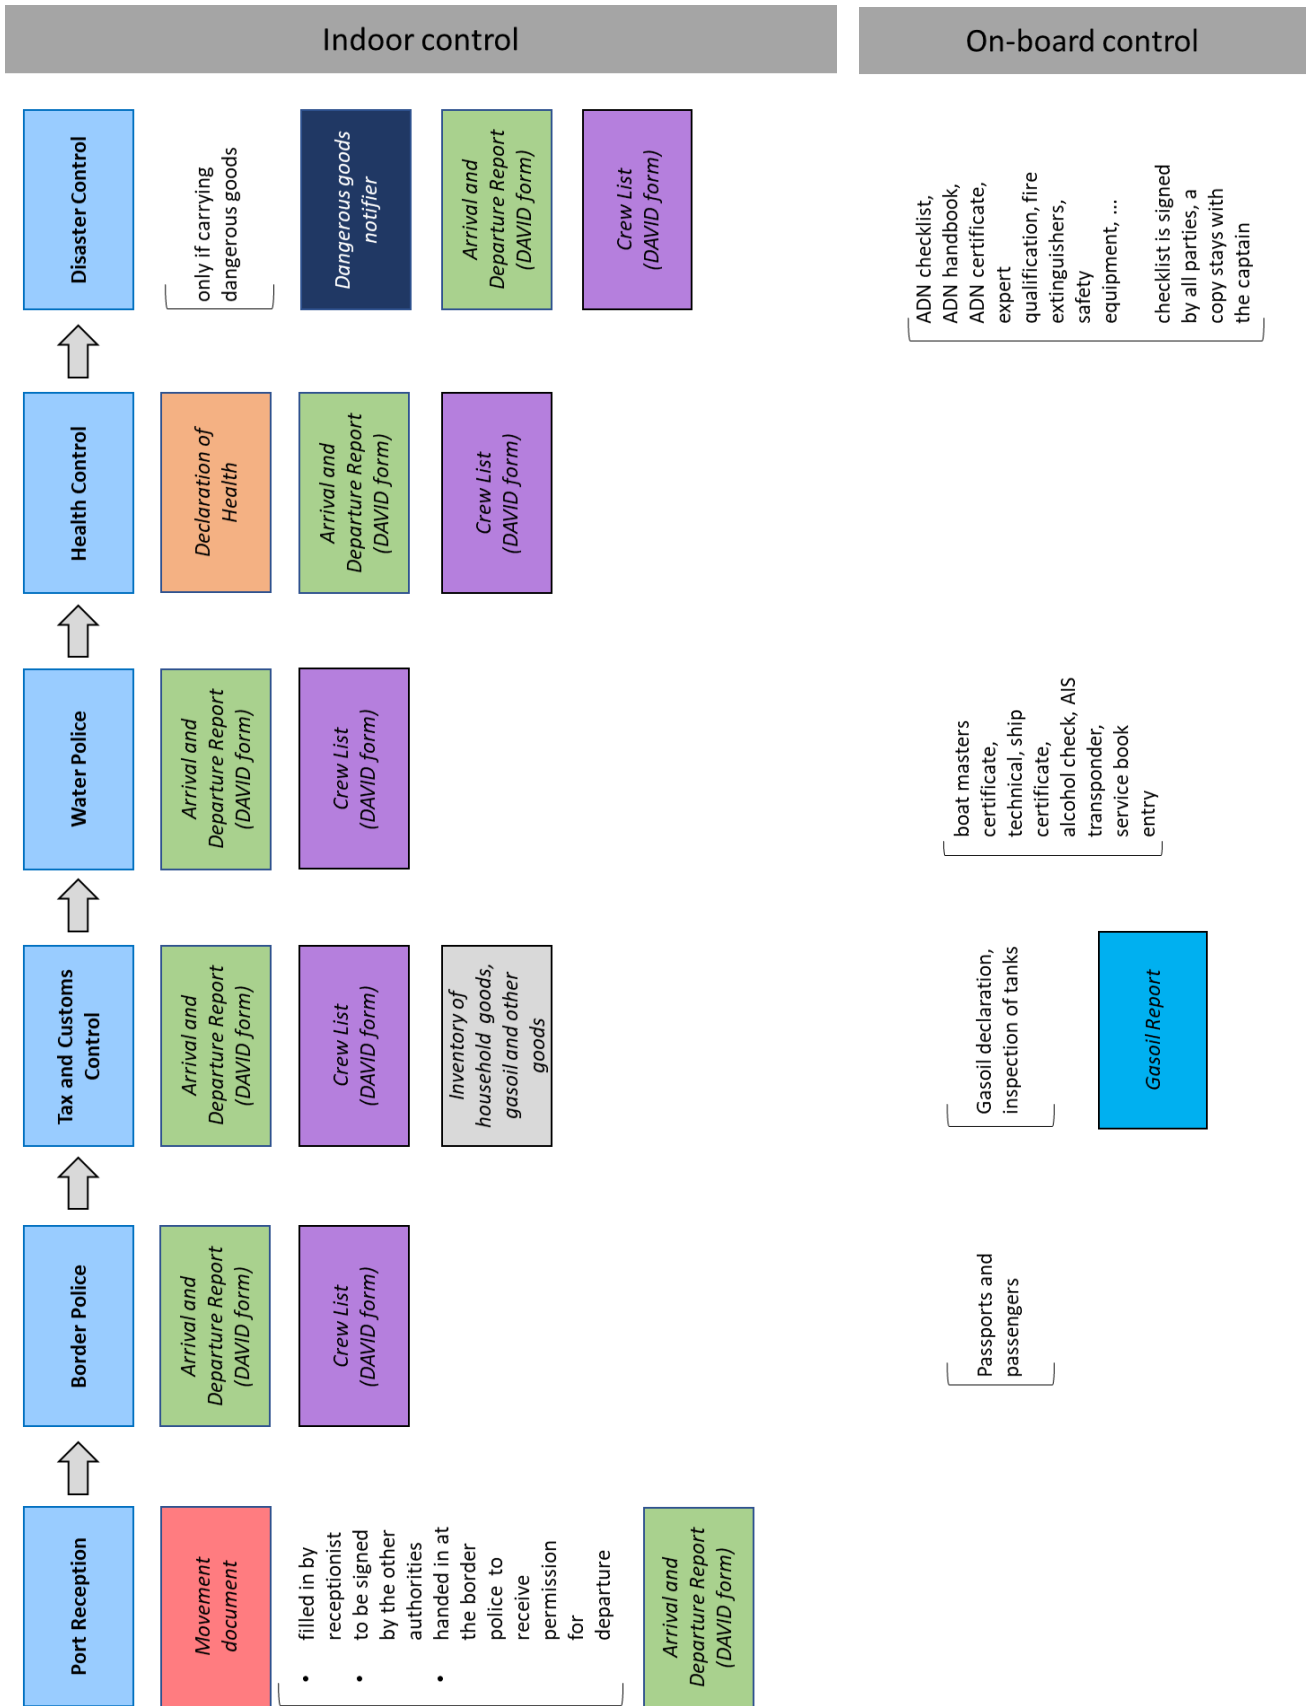 Indoor control
On-board control
Port Reception
Movement
document
• filled in by
receptionist
• to be signed
by the other
authorities
• handed in at
the border
police to
receive
permission
for
departure
Arrival and
Departure Report
(DAVID form)
Border Police
Arrival and
Departure Report
(DAVID form)
Crew List
(DAVID form)
Passports and
passengers
Tax and Customs
Control
Arrival and
Departure Report
(DAVID form)
Crew List
(DAVID form)
Inventory of
household goods,
gasoil and other
goods
Gasoil declaration,
inspection of tanks
Gasoil Report
Water Police
Arrival and
Departure Report
(DAVID form)
Crew List
(DAVID form)
boat masters
certificate,
technical, ship
certificate,
alcohol check, AIS
transponder,
service book
entry
Health Control
Declaration of
Health
Arrival and
Departure Report
(DAVID form)
Crew List
(DAVID form)
Disaster Control
only if carrying
dangerous goods
Dangerous goods
notifier
Arrival and
Departure Report
(DAVID form)
Crew List
(DAVID form)
ADN checklist,
ADN handbook,
ADN certificate,
expert
qualification, fire
extinguishers,
safety
equipment, ...
checklist is signed
by all parties, a
copy stays with
the captain